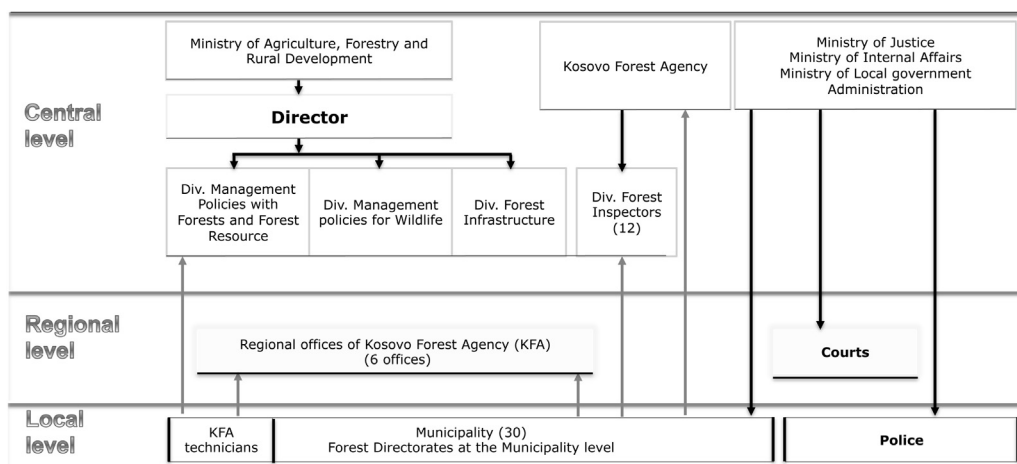 Ministry of Agriculture, Forestry and
Rural Development
Kosovo Forest Agency
Ministry of Justice
Ministry of Internal Affairs
Ministry of Local government
Administration
Central
level
Director
Div. Management
Policies with
Forests and Forest
Resource
Div. Management
policies for Wildlife
Div. Forest
Infrastructure
Div. Forest
Inspectors
(12)
Regional
level
Regional offices of Kosovo Forest Agency (KFA)
(6 offices)
Courts
Local
level
KFA
technicians
Municipality (30)
Forest Directorates at the Municipality level
Police